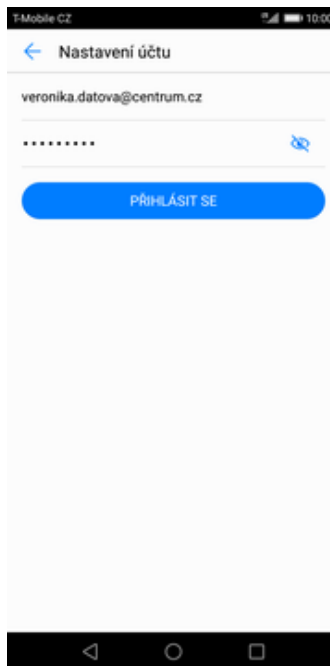 T-Mobile CZ 10:00
Nastavení účtu
veronika.datova@centrum.cz
•••••••••
PŘIHLÁSIT SE